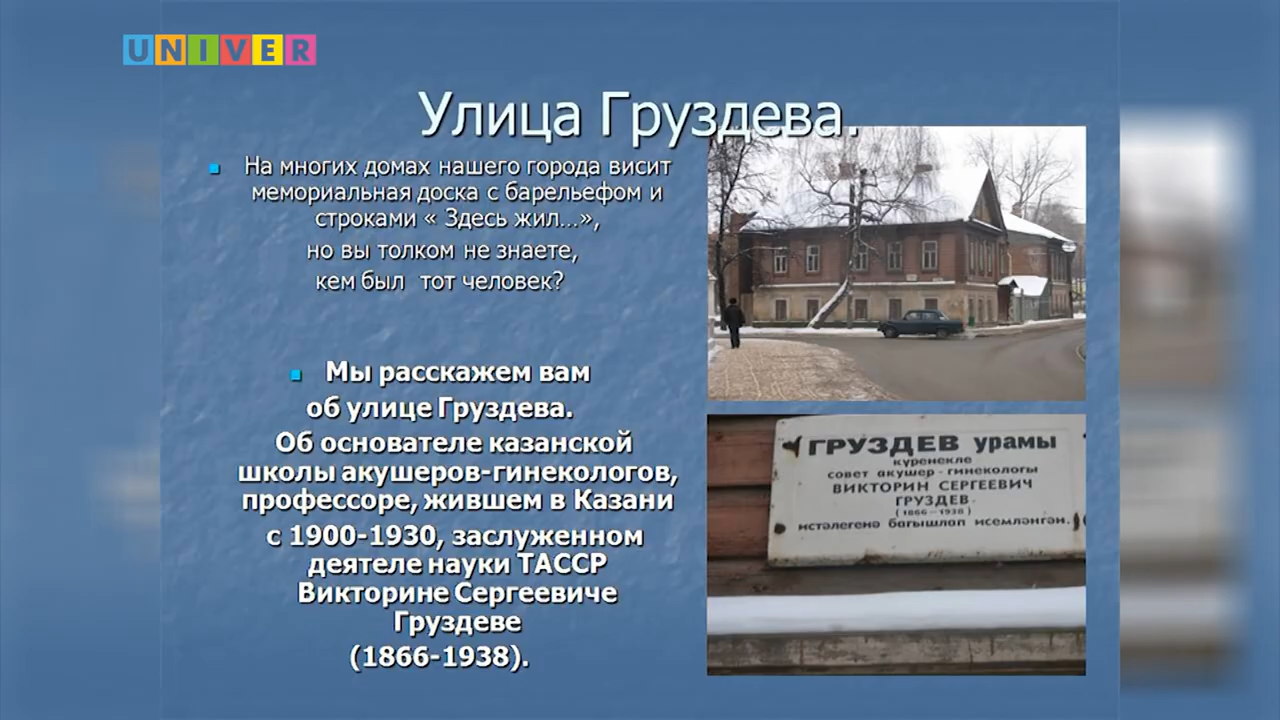 UNIVER
Улица Груздева.
На многих домах нашего города висит
мемориальная доска с барельефом и
строками « Здесь жил...»,
но вы толком не знаете,
кем был тот человек?
Мы расскажем вам
об улице Груздева.
Об основателе казанской
школы акушеров-гинекологов,
профессоре, жившем в Казани
с 1900-1930, заслуженном
деятеле науки ТАССР
Викторине Сергеевиче
Груздеве
(1866-1938).
ГРУЗДЕВ урамы
күренекле
совет акушер - гинекологы
ВИКТОРИН СЕРГЕЕВИЧ
ГРУЗДЕВ
(1866-1938)
истәлегенә багышлап исемләнгән.